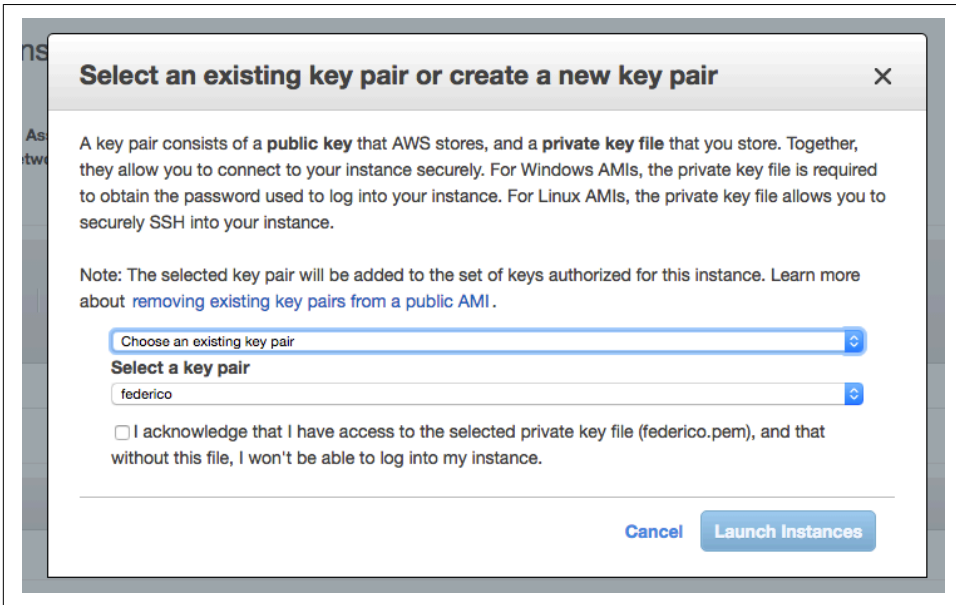 ns
Select an existing key pair or create a new key pair
As
etwo
A key pair consists of a public key that AWS stores, and a private key file that you store. Together,
they allow you to connect to your instance securely. For Windows AMIs, the private key file is required
to obtain the password used to log into your instance. For Linux AMIs, the private key file allows you to
securely SSH into your instance.
Note: The selected key pair will be added to the set of keys authorized for this instance. Learn more
about removing existing key pairs from a public AMI.
Choose an existing key pair
Select a key pair
federico
I acknowledge that I have access to the selected private key file (federico.pem), and that
without this file, I won't be able to log into my instance.
Cancel Launch Instances